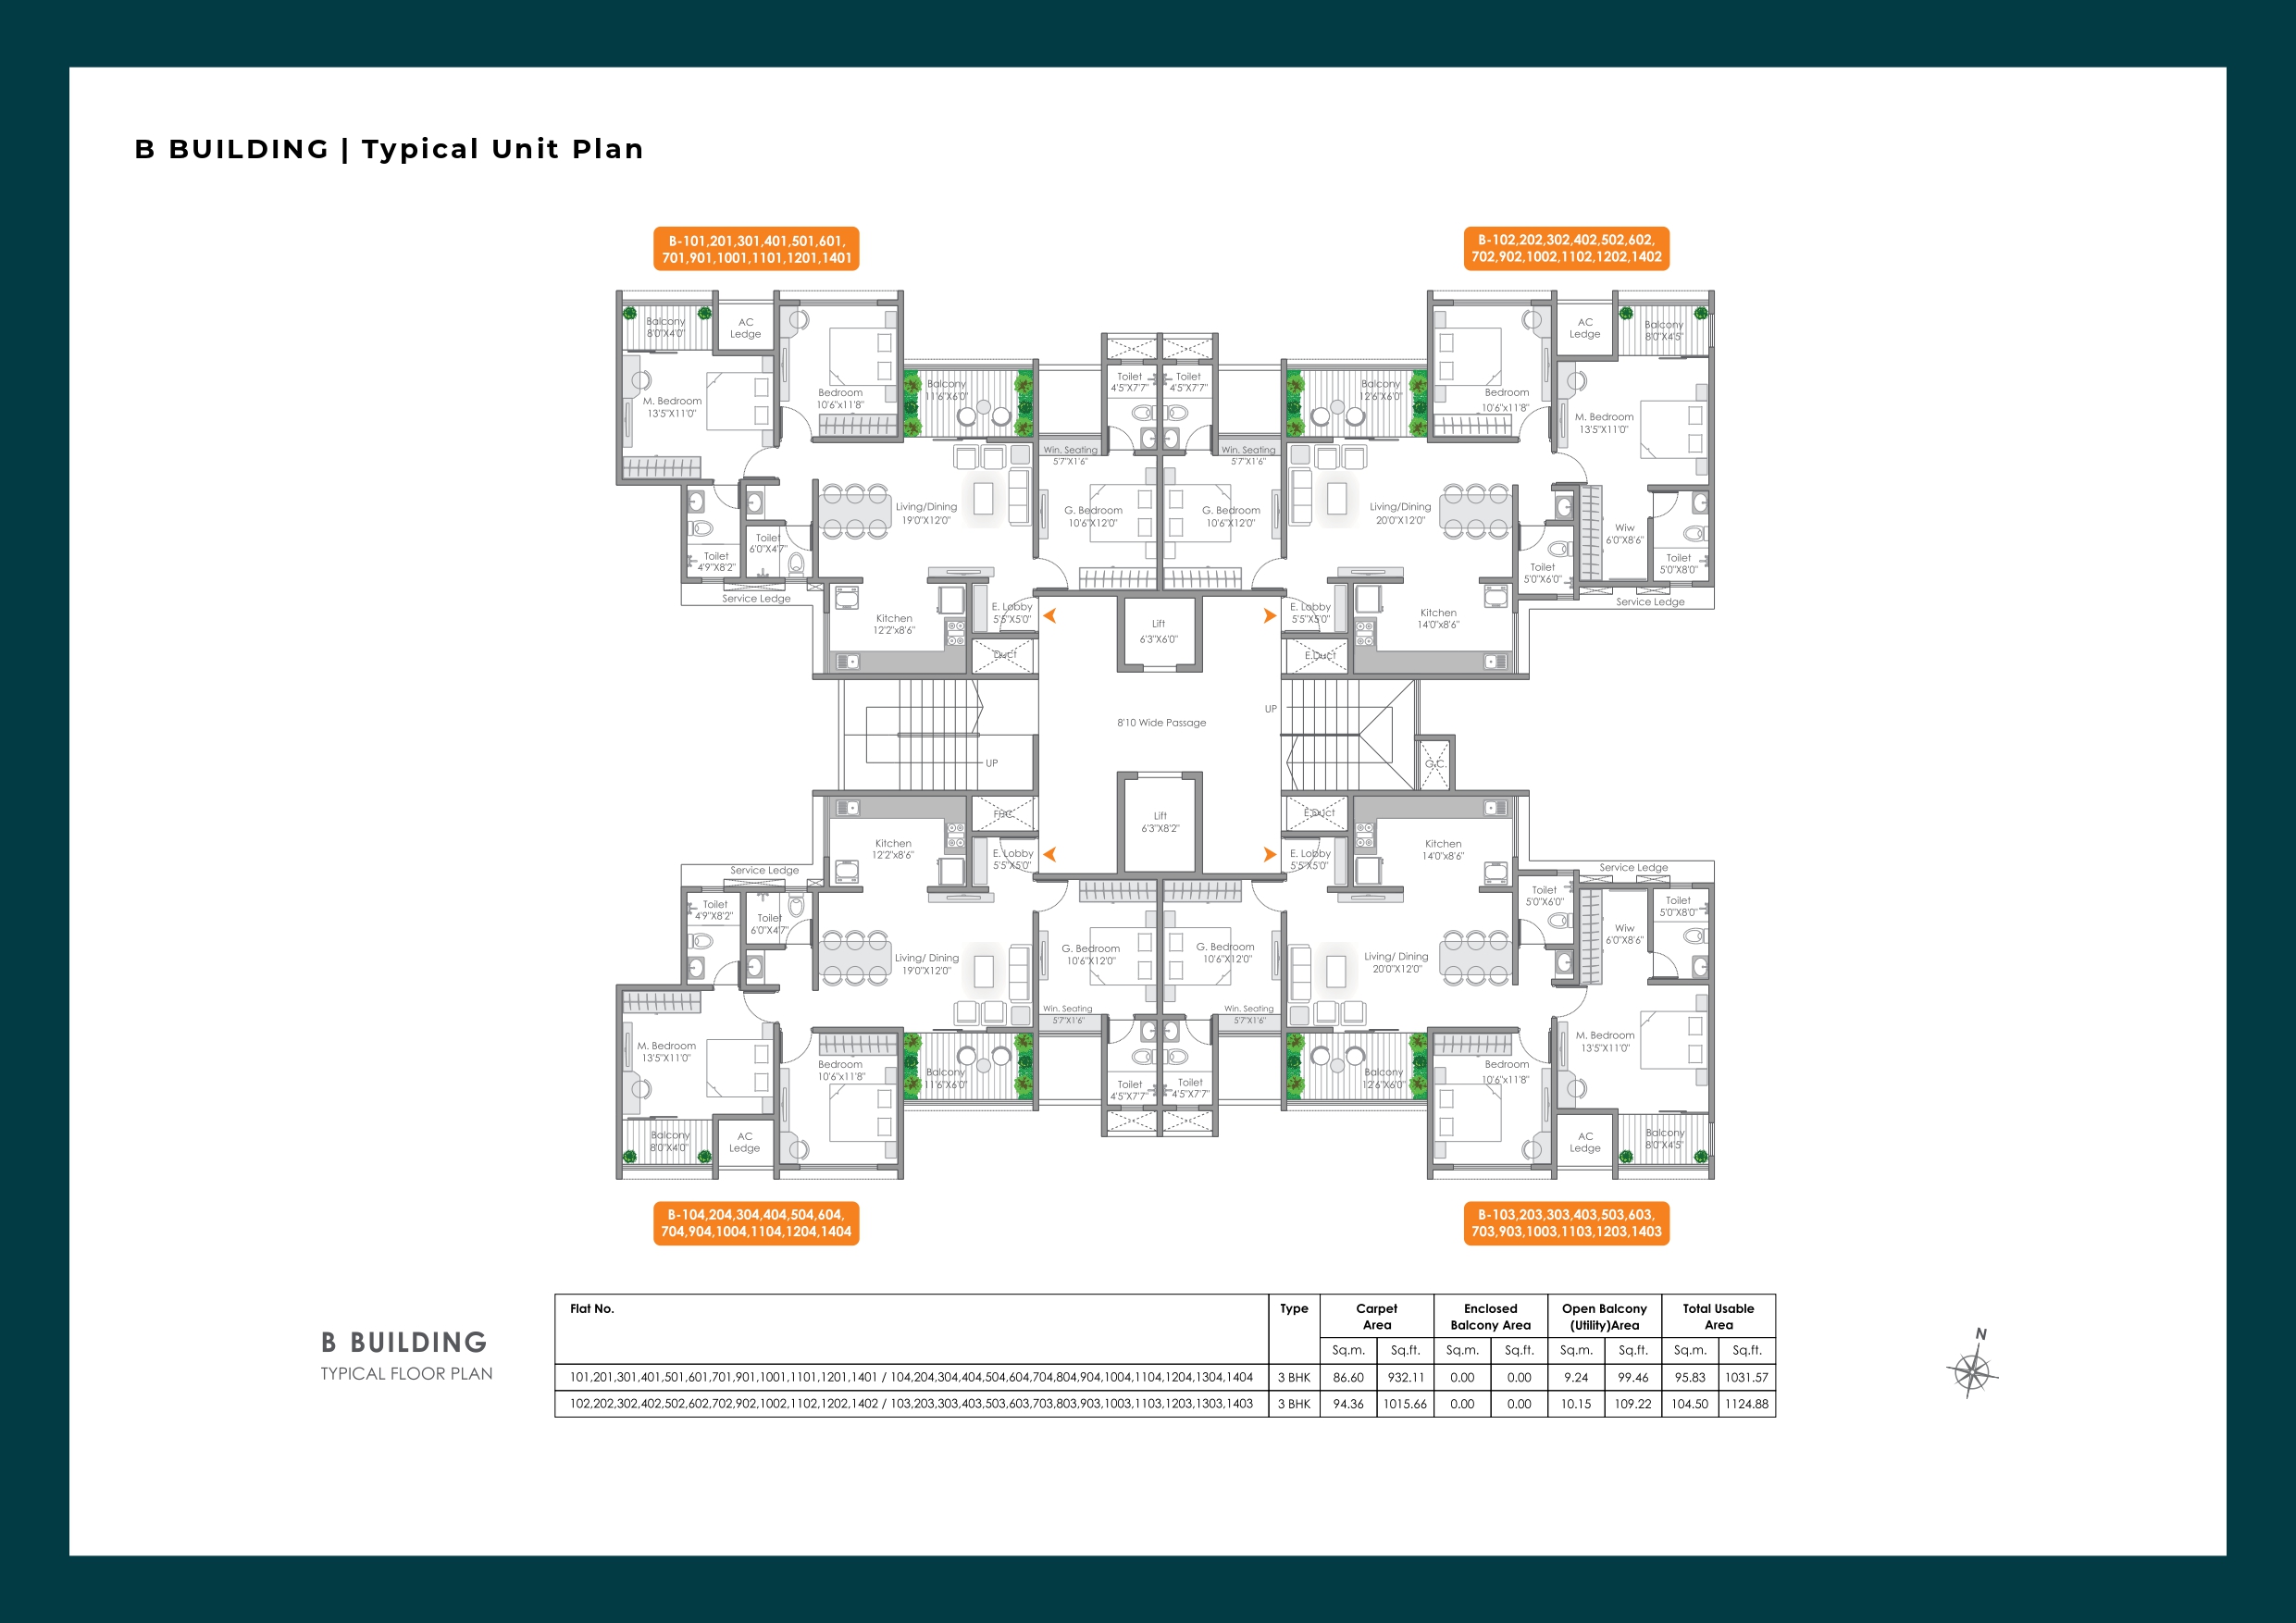 B BUILDING | Typical Unit Plan
B-101,201,301,401,501,601,
701,901,1001,1101,1201,1401
B-102,202,302,402,502,602,
702,902,1002,1102,1202,1402
Balcony
8'0"X4'0"
AC
Ledge
M. Bedroom
13'5"X11'0"
Bedroom
10'6"x11'8"
Balcony
11'6"X6'0"
Toilet
4'5"X7'7"
Toilet
4'5"X7'7"
Balcony
12'6"X6'0"
Bedroom
10'6"x11'8"
AC
Ledge
Balcony
8'0"X4'5"
M. Bedroom
13'5"X11'0"
Win. Seating
5'7"X1'6"
Win. Seating
5'7"X1'6"
Living/Dining
19'0"X12'0"
G. Bedroom
10'6"X12'0"
G. Bedroom
10'6"X12'0"
Living/Dining
20'0"X12'0"
Toilet
4'9"X8'2"
Toilet
6'0"X4'7"
Service Ledge
Toilet
5'0"X6'0"
Wiw
6'0"X8'6"
Toilet
5'0"X8'0"
Service Ledge
Kitchen
12'2"x8'6"
E. Lobby
5'5"X5'0"
Duct
Lift
6'3"X6'0"
E. Lobby
5'5"X5'0"
E.Duct
Kitchen
14'0"x8'6"
8'10 Wide Passage
UP
UP
G.C.
Kitchen
12'2"x8'6"
FHC
E. Lobby
5'5"X5'0"
Lift
6'3"X8'2"
E.Duct
E. Lobby
5'5"X5'0"
Kitchen
14'0"x8'6"
Service Ledge
Toilet
4'9"X8'2"
Toilet
6'0"X4'7"
Service Ledge
Toilet
5'0"X6'0"
Wiw
6'0"X8'6"
Toilet
5'0"X8'0"
Living/ Dining
19'0"X12'0"
G. Bedroom
10'6"X12'0"
G. Bedroom
10'6"X12'0"
Living/ Dining
20'0"X12'0"
Win. Seating
5'7"X1'6"
Win. Seating
5'7"X1'6"
M. Bedroom
13'5"X11'0"
Bedroom
10'6"x11'8"
Balcony
11'6"X6'0"
Toilet
4'5"X7'7"
Toilet
4'5"X7'7"
Balcony
12'6"X6'0"
Bedroom
10'6"x11'8"
M. Bedroom
13'5"X11'0"
Balcony
8'0"X4'0"
AC
Ledge
AC
Ledge
Balcony
8'0"X4'5"
B-104,204,304,404,504,604,
704,904,1004,1104,1204,1404
B-103,203,303,403,503,603,
703,903,1003,1103,1203,1403
B BUILDING
TYPICAL FLOOR PLAN
Flat No. Type Carpet Area Enclosed Balcony Area Open Balcony (Utility)Area Total Usable Area
Sq.m. Sq.ft. Sq.m. Sq.ft. Sq.m. Sq.ft. Sq.m. Sq.ft.
101,201,301,401,501,601,701,901,1001,1101,1201,1401 / 104,204,304,404,504,604,704,804,904,1004,1104,1204,1304,1404 3 BHK 86.60 932.11 0.00 0.00 9.24 99.46 95.83 1031.57
102,202,302,402,502,602,702,902,1002,1102,1202,1402 / 103,203,303,403,503,603,703,803,903,1003,1103,1203,1303,1403 3 BHK 94.36 1015.66 0.00 0.00 10.15 109.22 104.50 1124.88
N